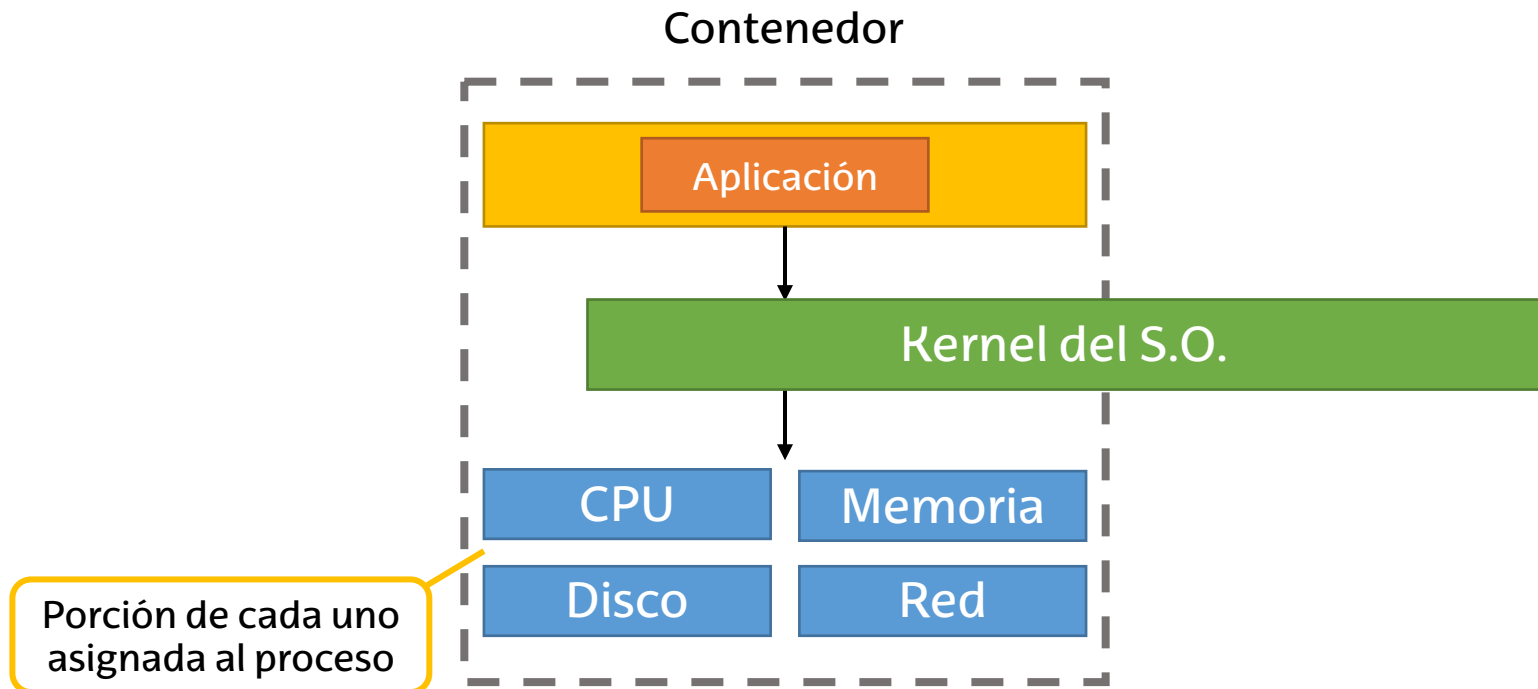 Contenedor
Aplicación
Kernel del S.O.
CPU
Memoria
Disco
Red
Porción de cada uno
asignada al proceso